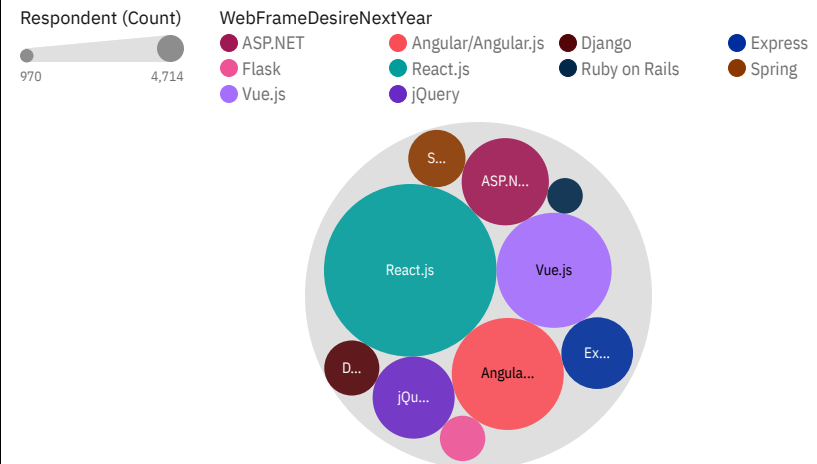 Respondent (Count)
970 4,714
WebFrameDesireNextYear
ASP.NET Angular/Angular.js Django Express
Flask React.js Ruby on Rails Spring
Vue.js jQuery
S...
ASP.N...
React.js
Vue.js
Ex...
D...
Angula...
jQu...